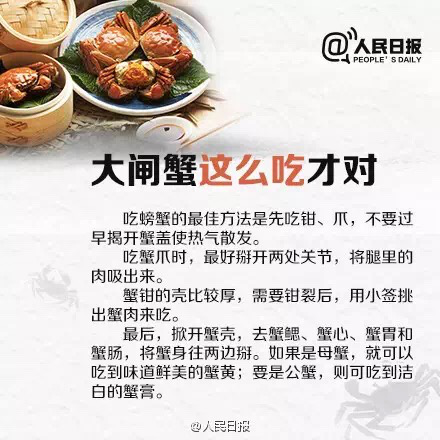 @人民日报
PEOPLE'S DAILY
大闸蟹这么吃才对
吃螃蟹的最佳方法是先吃钳、爪，不要过
早揭开蟹盖使热气散发。
吃蟹爪时，最好掰开两处关节，将腿里的
肉吸出来。
蟹钳的壳比较厚，需要钳裂后，用小签挑
出蟹肉来吃。
最后，掀开蟹壳，去蟹鳃、蟹心、蟹胃和
蟹肠，将蟹身往两边掰。如果是母蟹，就可以
吃到味道鲜美的蟹黄；要是公蟹，则可吃到洁
白的蟹膏。
@人民日报